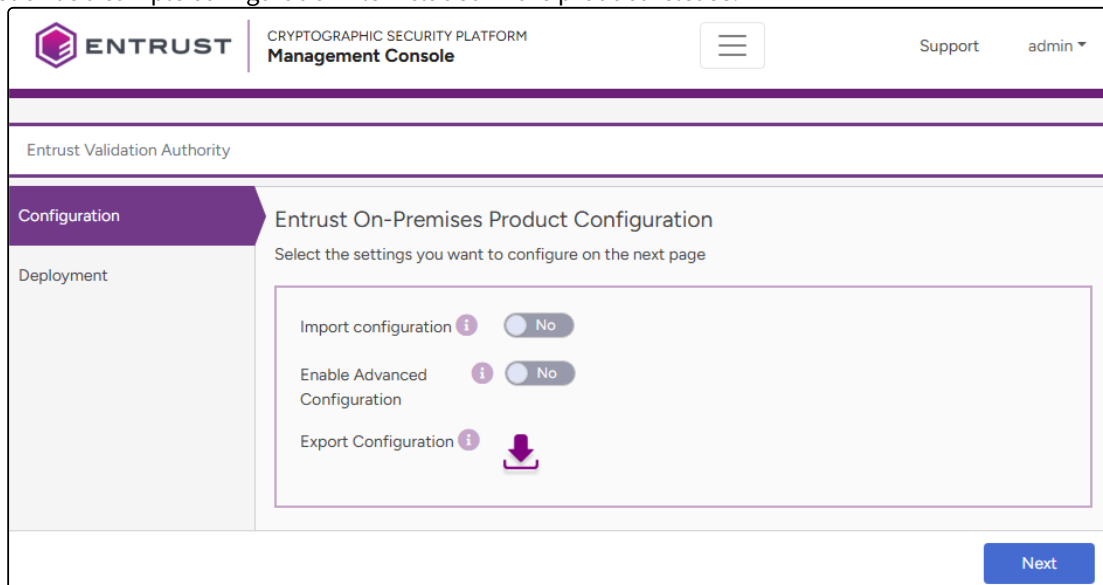 ENTRUST
CRYPTOGRAPHIC SECURITY PLATFORM
Management Console
Support
admin
Entrust Validation Authority
Configuration
Deployment
Entrust On-Premises Product Configuration
Select the settings you want to configure on the next page
Import configuration
No
Enable Advanced
Configuration
No
Export Configuration
Next